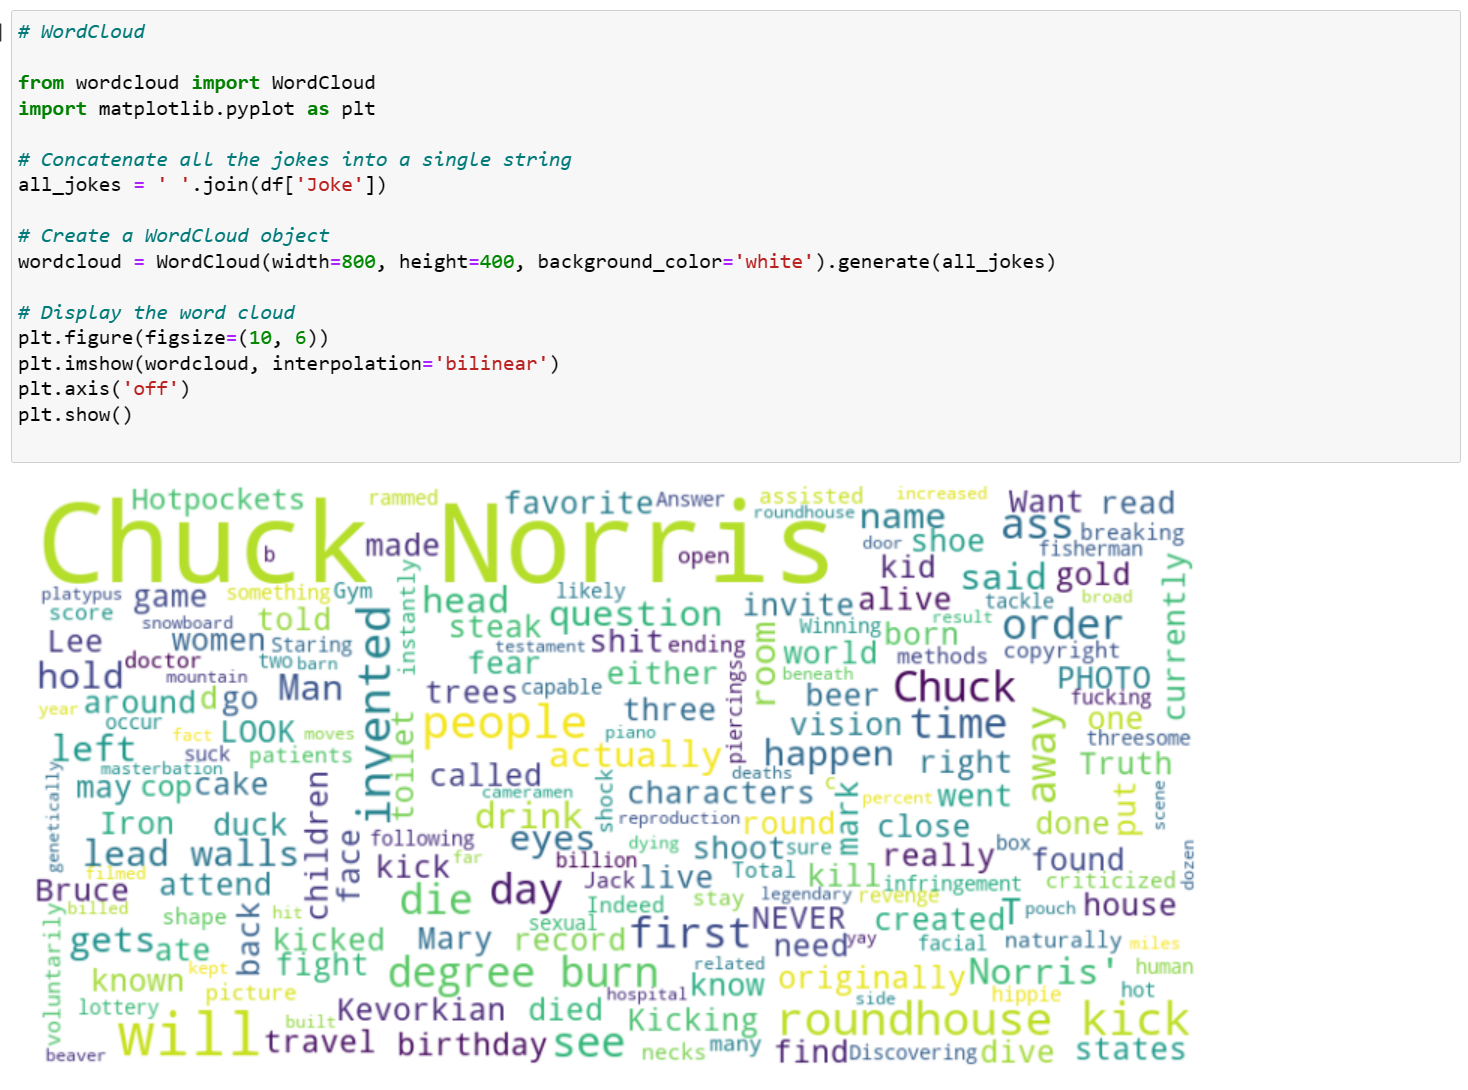 # WordCloud
from wordcloud import WordCloud
import matplotlib.pyplot as plt
# Concatenate all the jokes into a single string
all_jokes = ' '.join(df['Joke'])
# Create a WordCloud object
wordcloud = WordCloud(width=800, height=400, background_color='white').generate(all_jokes)
# Display the word cloud
plt.figure(figsize=(10, 6))
plt.imshow(wordcloud, interpolation='bilinear')
plt.axis('off')
plt.show()
Chuck Norris
Hotpockets
rammed
favorite
Answer
assisted
increased
Want
read
roundhouse
name
ass
breaking
b
made
open
door
shoe
fisherman
kid
said
gold
currently
platypus
game
something
Gym
instantly
head
likely
question
invite
alive
tackle
broad
score
snowboard
told
invented
steak
Winning
born
result
order
Lee
women
Staring
testament
shit
ending
room
world
methods
copyright
doctor
two
barn
fear
either
piercings
beneath
hold
mountain
Man
trees
capable
beer
Chuck
PHOTO
fucking
year
around
d
go
three
occur
fact
LOOK
moves
toilet
people
piano
vision
time
away
one
threesome
left
suck
patients
actually
happen
right
Truth
masterbation
called
deaths
genetically
may
cop
cake
children
cameramen
shock
characters
c
mark
percent
went
put
scene
Iron
duck
drink
reproduction
round
close
done
lead walls
face
following
eyes
dying
shoot
sure
really
box
found
dozen
filmed
kick
far
billion
Bruce
attend
Jack
live
Total
kill
infringement
criticized
billed
die
day
Indeed
stay
legendary
revenge
voluntarily
shape
back
hit
sexual
first
NEVER
created
T
pouch
house
gets
ate
kicked
Mary
record
need
yay
facial
naturally
miles
known
kept
fight
degree burn
related
know
originally
Norris'
human
lottery
picture
hospital
side
hippie
hot
will
built
Kevorkian
died
Kicking
roundhouse kick
beaver
travel
birthday
see
necks
many
find
Discovering
dive
states